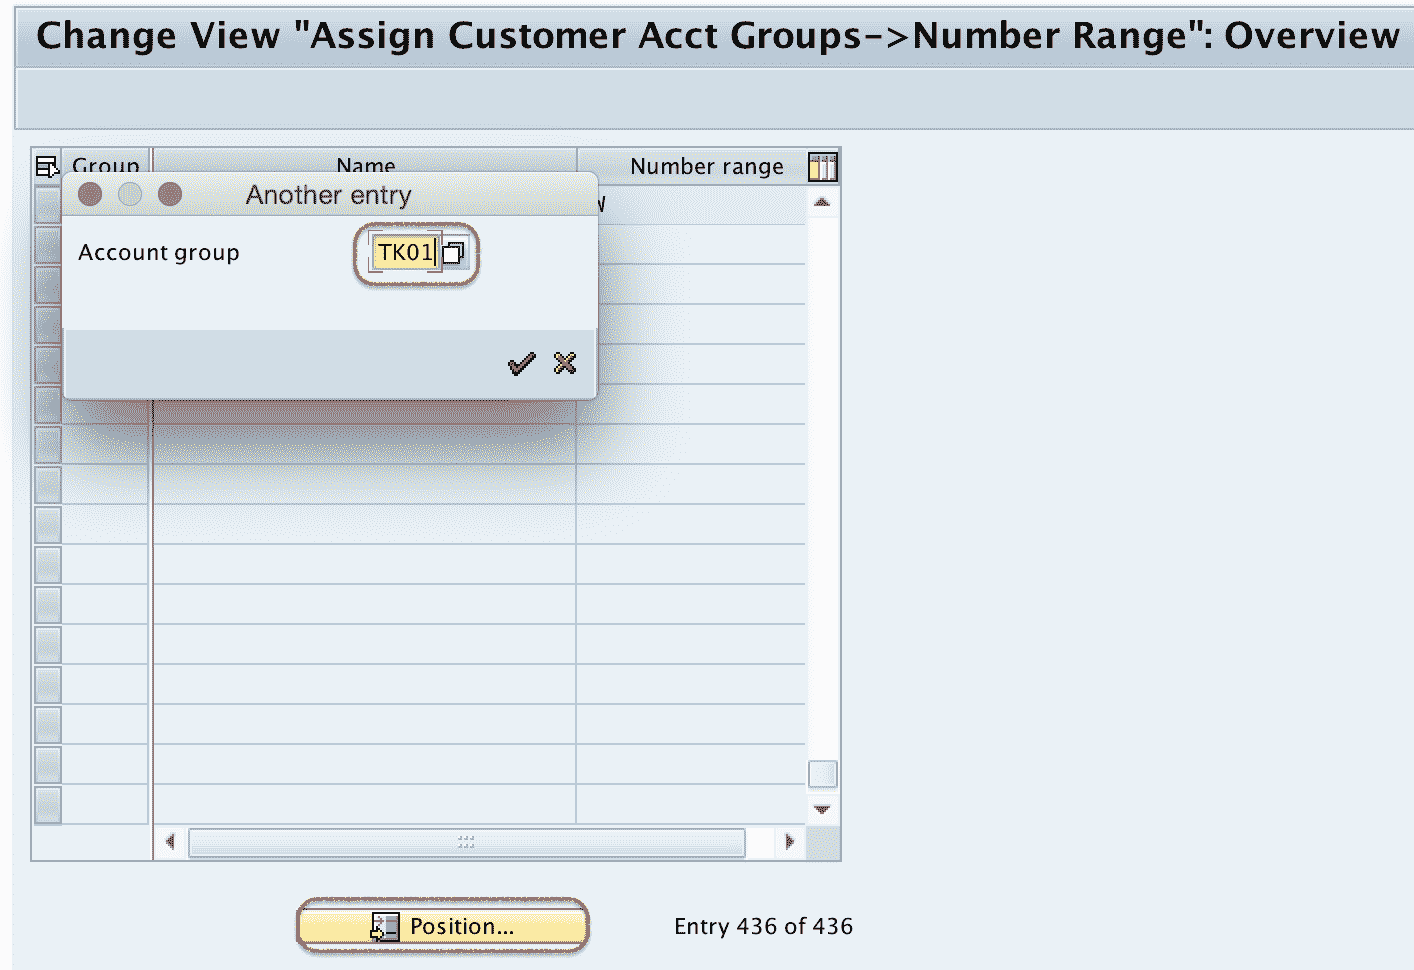 Change View "Assign Customer Acct Groups->Number Range": Overview
Group Name Number range
Another entry
Account group TK01
Position... Entry 436 of 436